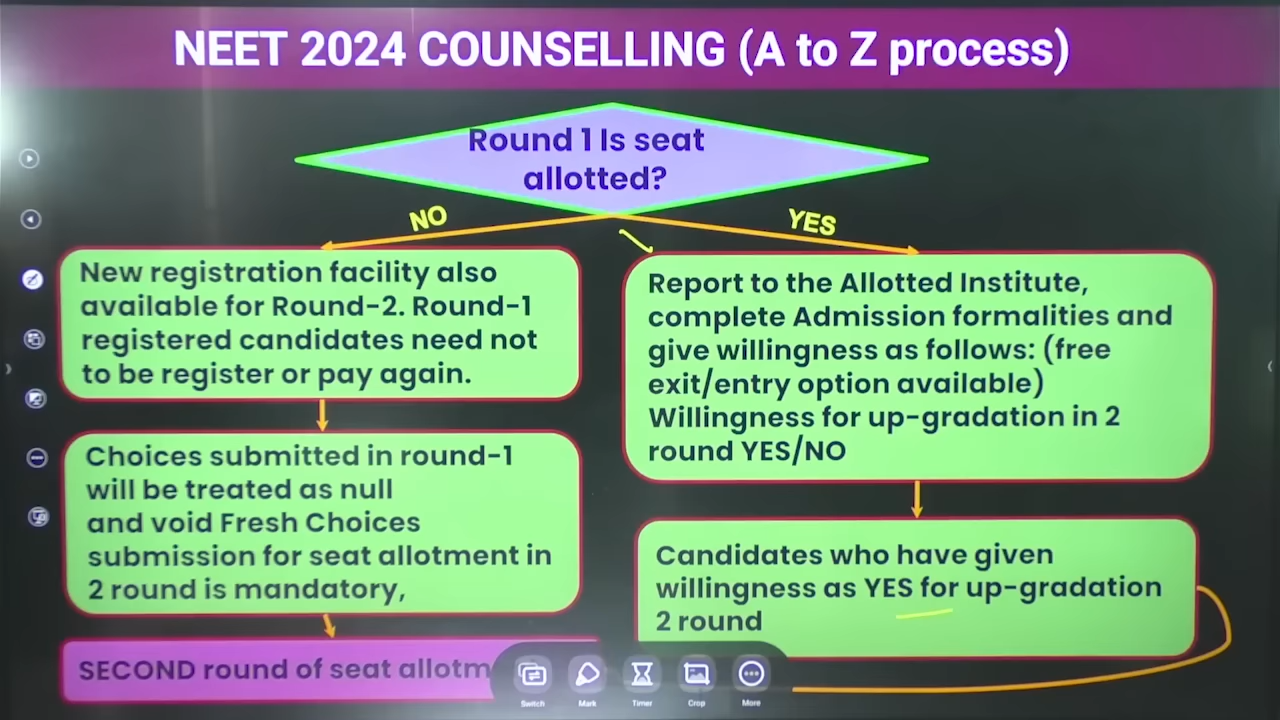 NEET 2024 COUNSELLING (A to Z process)
Round 1 Is seat
allotted?
NO
YES
New registration facility also
available for Round-2. Round-1
registered candidates need not
to be register or pay again.
Choices submitted in round-1
will be treated as null
and void Fresh Choices
submission for seat allotment in
2 round is mandatory,
SECOND round of seat allotm
Report to the Allotted Institute,
complete Admission formalities and
give willingness as follows: (free
exit/entry option available)
Willingness for up-gradation in 2
round YES/NO
Candidates who have given
willingness as YES for up-gradation
2 round
Switch
Mark
Timer
Crop
More